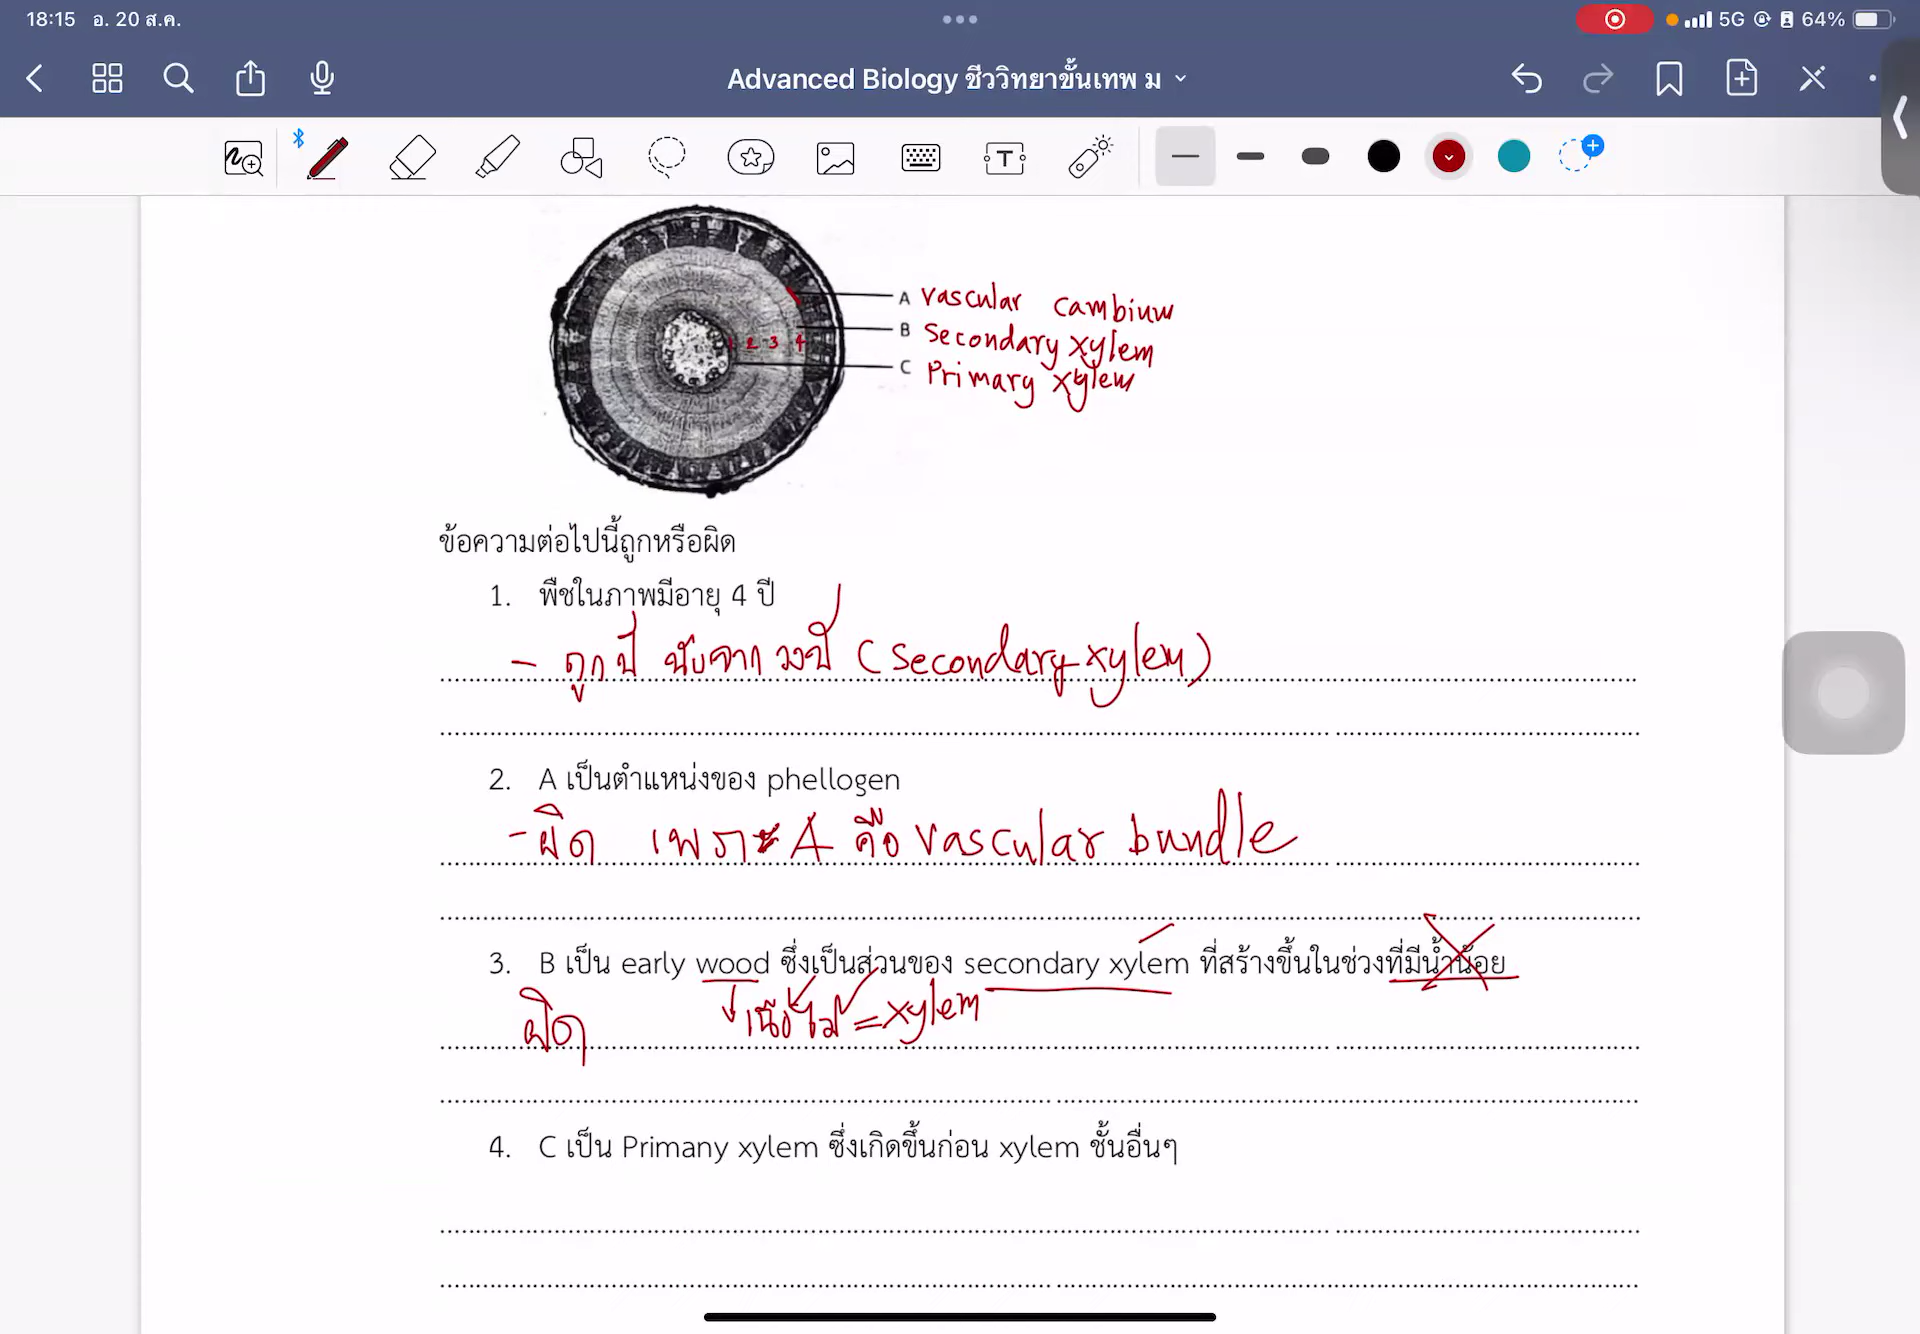 18:15 อ. 20 ส.ค.
5G 64%
Advanced Biology ชีววิทยาขั้นเทพ ม
T
A Vascular cambium
B Secondary xylem
C Primary xylem
1 2 3 4
ข้อความต่อไปนี้ถูกหรือผิด
1. พืชในภาพมีอายุ 4 ปี
- ถูก ปี นับจาก วงปี (Secondary xylem)
2. A เป็นตำแหน่งของ phellogen
- ผิด เพราะ A คือ vascular bundle
3. B เป็น early wood ซึ่งเป็นส่วนของ secondary xylem ที่สร้างขึ้นในช่วงที่มีน้ำน้อย
ผิด เนื้อไม้ = xylem
4. C เป็น Primany xylem ซึ่งเกิดขึ้นก่อน xylem ชั้นอื่นๆ